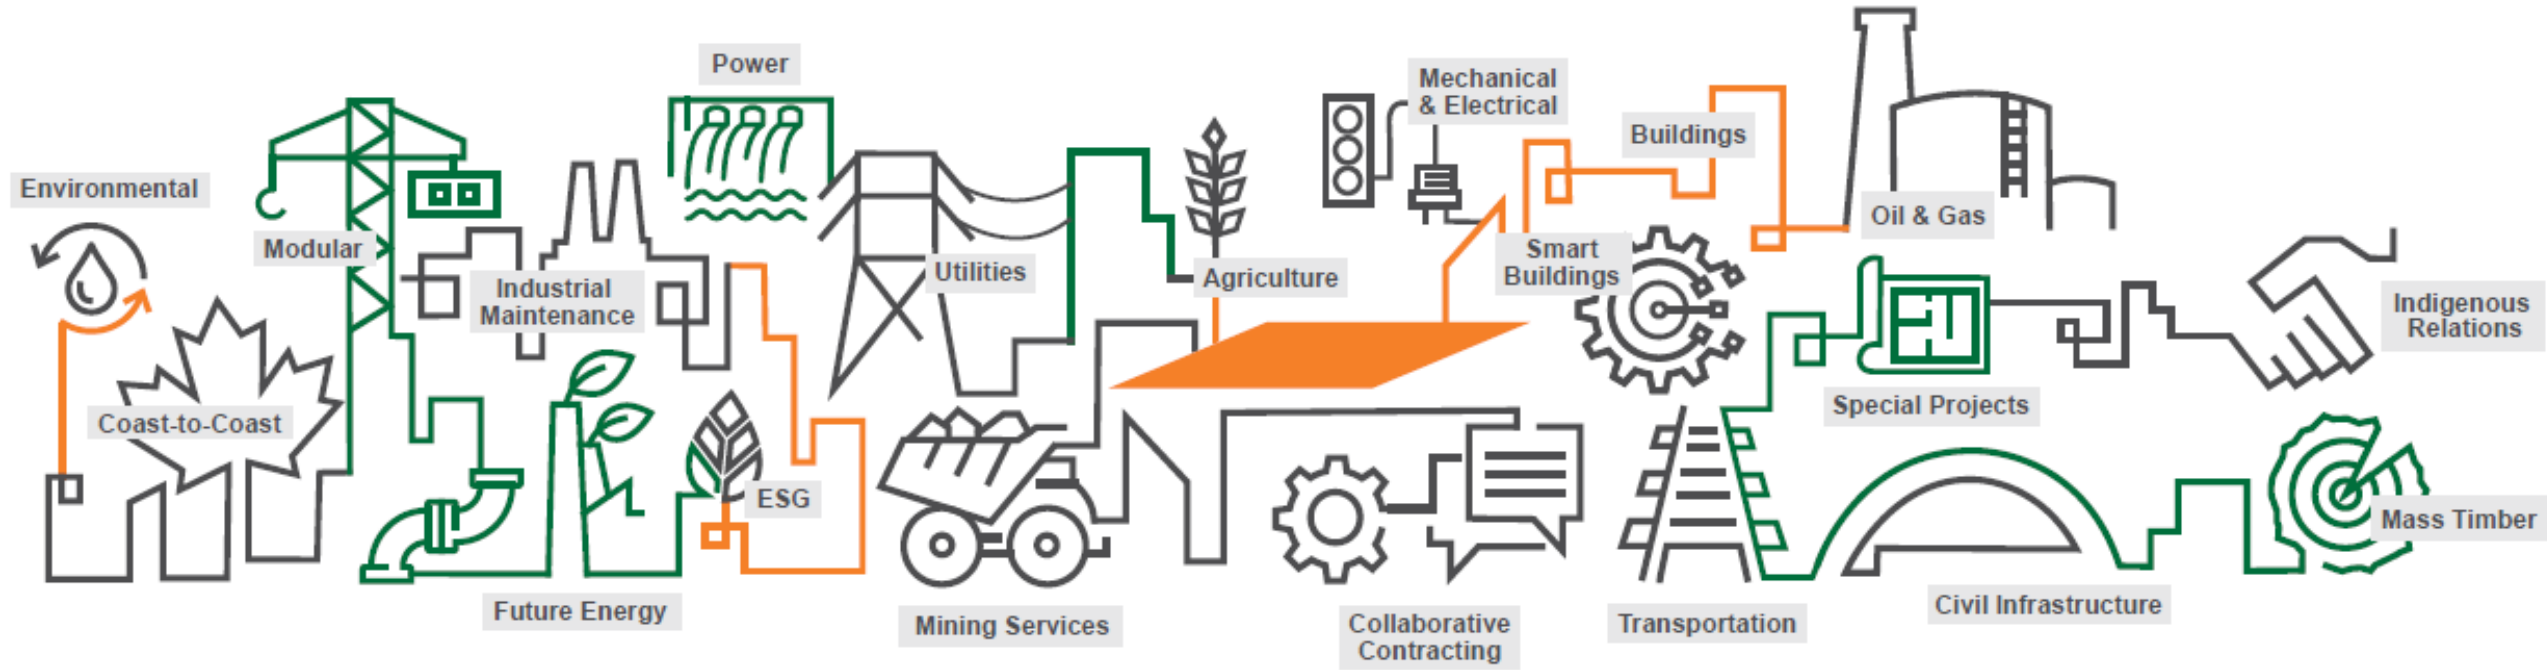 Power
Mechanical
& Electrical
Buildings
Environmental
Oil & Gas
Modular
Utilities
Agriculture
Smart
Buildings
Industrial
Maintenance
Indigenous
Relations
Coast-to-Coast
Special Projects
ESG
Mass Timber
Future Energy
Mining Services
Collaborative
Contracting
Transportation
Civil Infrastructure